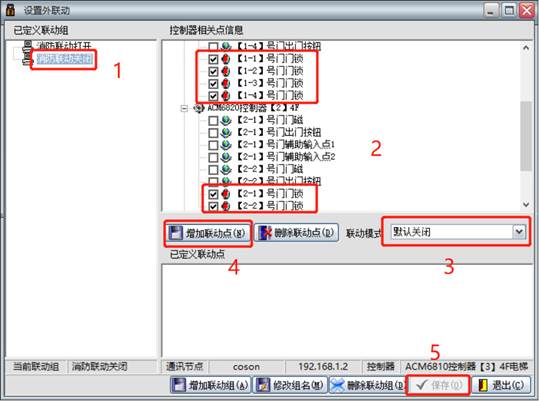 设置外联动
已定义联动组
消防联动打开
消防联动关闭
1
控制器相关点信息
【1-4】号门出门按钮
【1-1】号门门锁
【1-2】号门门锁
【1-3】号门门锁
【1-4】号门门锁
ACM6820控制器【2】4F
【2-1】号门门磁
【2-1】号门出门按钮
【2-1】号门辅助输入点1
【2-1】号门辅助输入点2
【2-2】号门门磁
【2-2】号门出门按钮
【2-1】号门门锁
【2-2】号门门锁
2
增加联动点(N) 删除联动点(D) 联动模式 默认关闭
4 3
已定义联动点
5
当前联动组 消防联动关闭 通讯节点 coson 192.168.1.2 控制器 ACM6810控制器【3】4F电梯
增加联动组(A) 修改组名(M) 删除联动组(D) 保存(O) 退出(C)